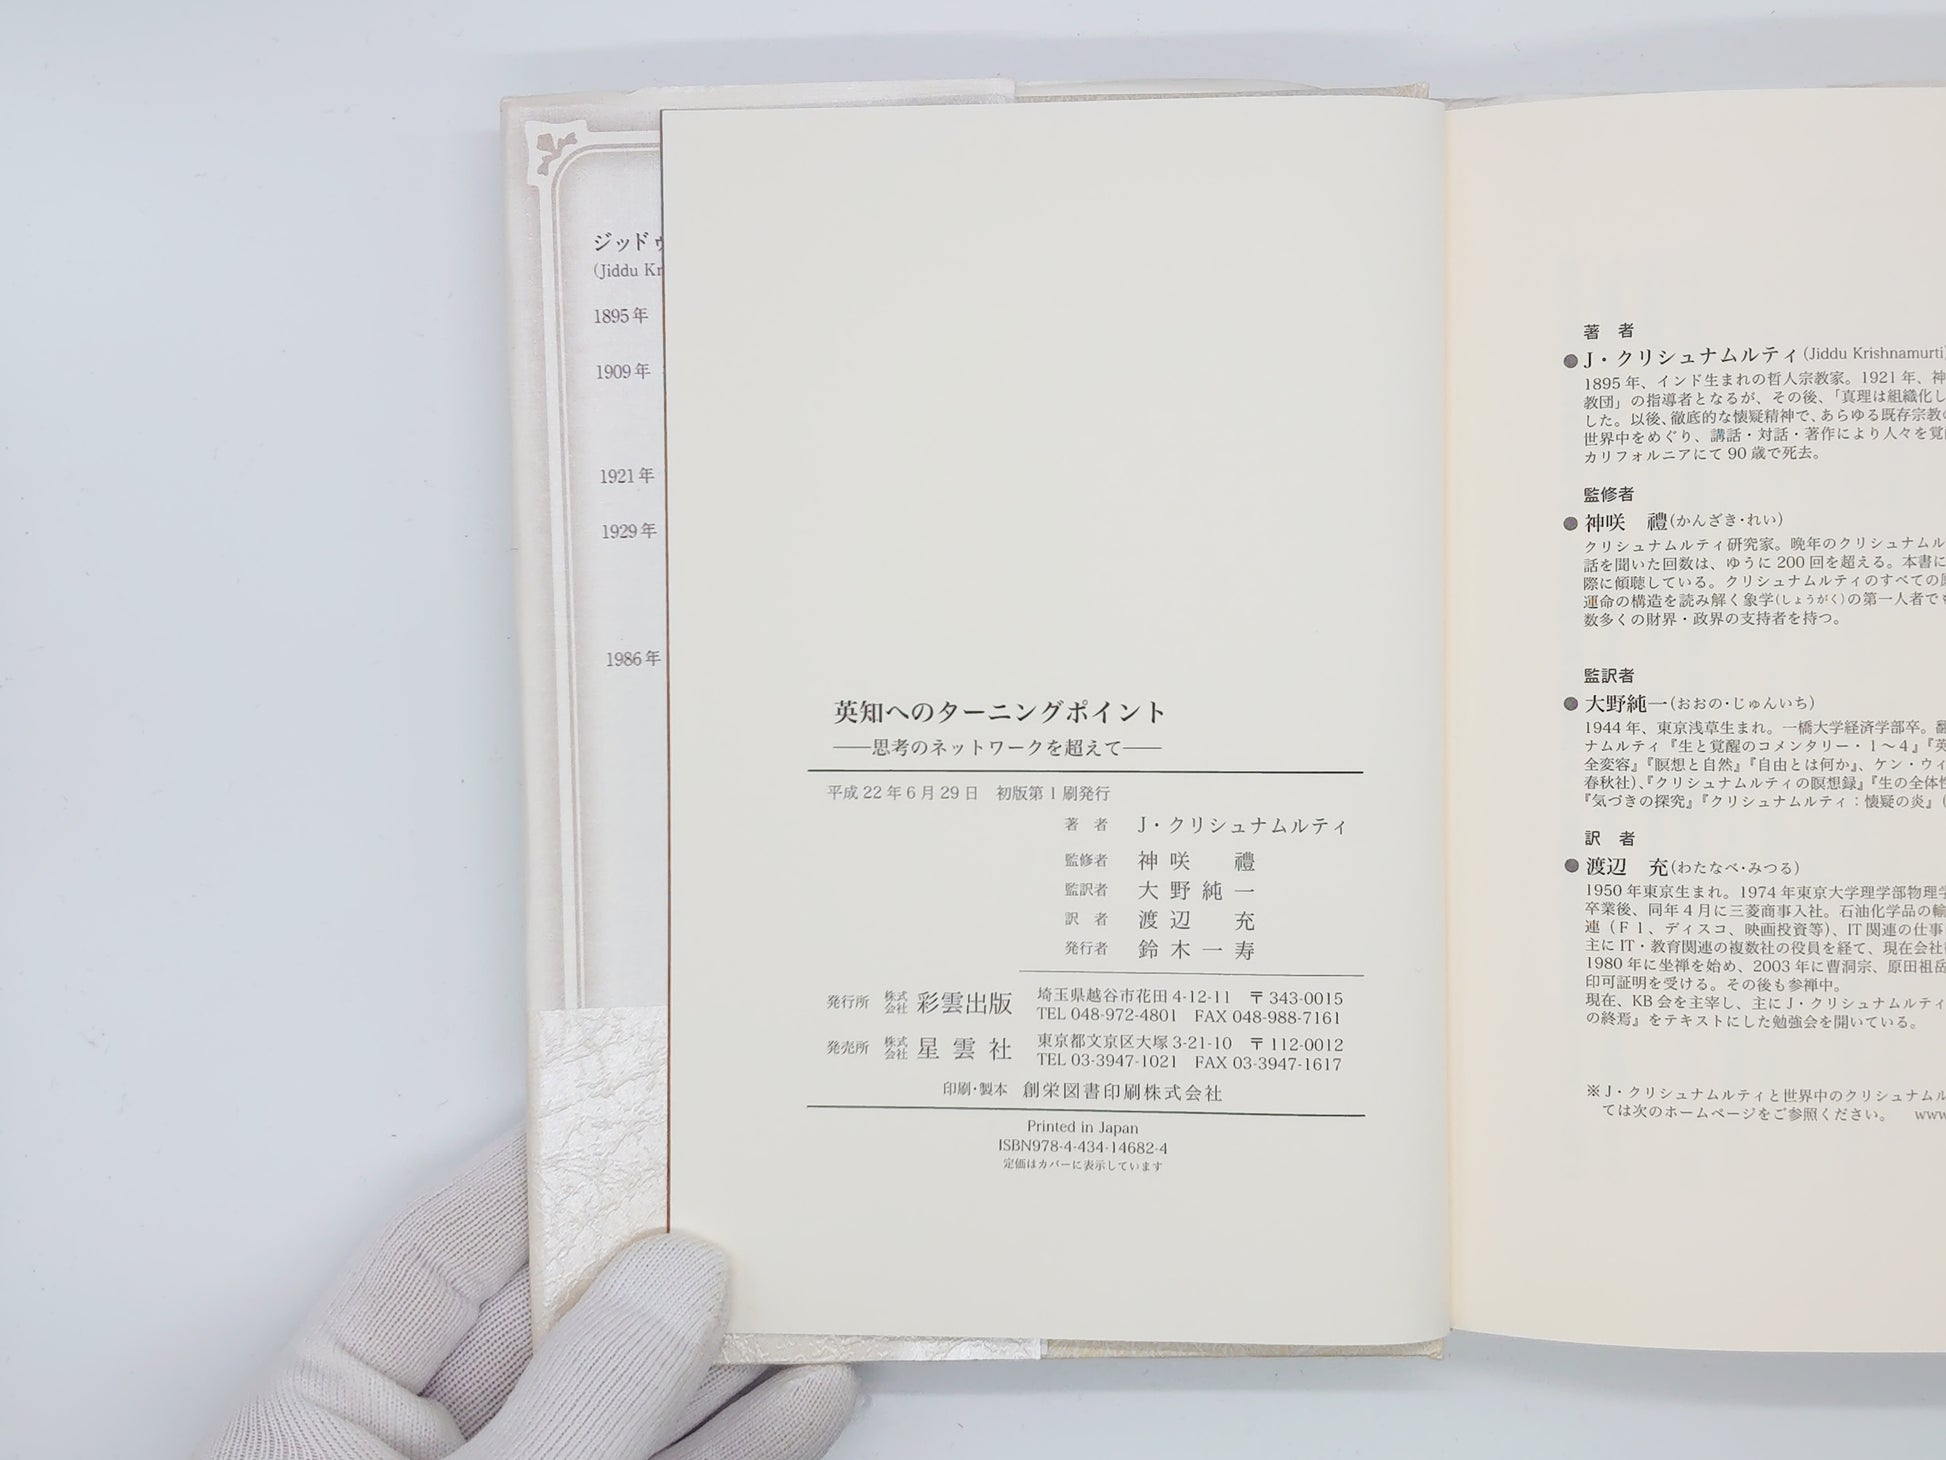 ジッドゥ
(Jiddu Kr
1895年
1909年
1921年
1929年
1986年
英知へのターニングポイント
――思考のネットワークを超えて――
平成22年6月29日　初版第1刷発行
著　者　J・クリシュナムルティ
監修者　神咲　禮
監訳者　大野純一
訳　者　渡辺　充
発行者　鈴木一寿
発行所　株式会社 彩雲出版　埼玉県越谷市花田4-12-11　〒343-0015
TEL 048-972-4801　FAX 048-988-7161
発売所　株式会社 星雲社　東京都文京区大塚3-21-10　〒112-0012
TEL 03-3947-1021　FAX 03-3947-1617
印刷・製本　創栄図書印刷株式会社
Printed in Japan
ISBN978-4-434-14682-4
定価はカバーに表示しています
著　者
●J・クリシュナムルティ(Jiddu Krishnamurti)
1895年、インド生まれの哲人宗教家。1921年、神
教団」の指導者となるが、その後、「真理は組織化し
した。以後、徹底的な懐疑精神で、あらゆる既存宗教の
世界中をめぐり、講話・対話・著作により人々を覚
カリフォルニアにて90歳で死去。
監修者
●神咲　禮(かんざき・れい)
クリシュナムルティ研究家。晩年のクリシュナムル
話を聞いた回数は、ゆうに200回を超える。本書に
際に傾聴している。クリシュナムルティのすべての
運命の構造を読み解く象学(しょうがく)の第一人者で
数多くの財界・政界の支持者を持つ。
監訳者
●大野純一(おおの・じゅんいち)
1944年、東京浅草生まれ。一橋大学経済学部卒。翻
ナムルティ『生と覚醒のコメンタリー・1〜4』『英
全変容』『瞑想と自然』『自由とは何か』、ケン・ウィ
春秋社)、『クリシュナムルティの瞑想録』『生の全体性
『気づきの探究』『クリシュナムルティ：懐疑の炎』(
訳　者
●渡辺　充(わたなべ・みつる)
1950年東京生まれ。1974年東京大学理学部物理学
卒業後、同年4月に三菱商事入社。石油化学品の輸
連（F1、ディスコ、映画投資等)、IT関連の仕事
主にIT・教育関連の複数社の役員を経て、現在会社
1980年に坐禅を始め、2003年に曹洞宗、原田祖岳
印可証明を受ける。その後も参禅中。
現在、KB会を主宰し、主にJ・クリシュナムルティ
の終焉』をテキストにした勉強会を開いている。
※J・クリシュナムルティと世界中のクリシュナムル
ては次のホームページをご参照ください。　www